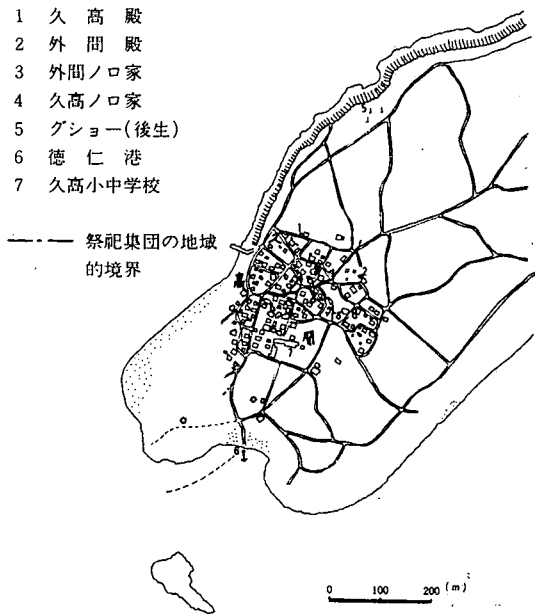 1 久高殿
2 外間殿
3 外間ノロ家
4 久高ノロ家
5 グショー(後生)
6 徳仁港
7 久高小中学校
祭祀集団の地域
的境界
5
6
0 100 200 (m)